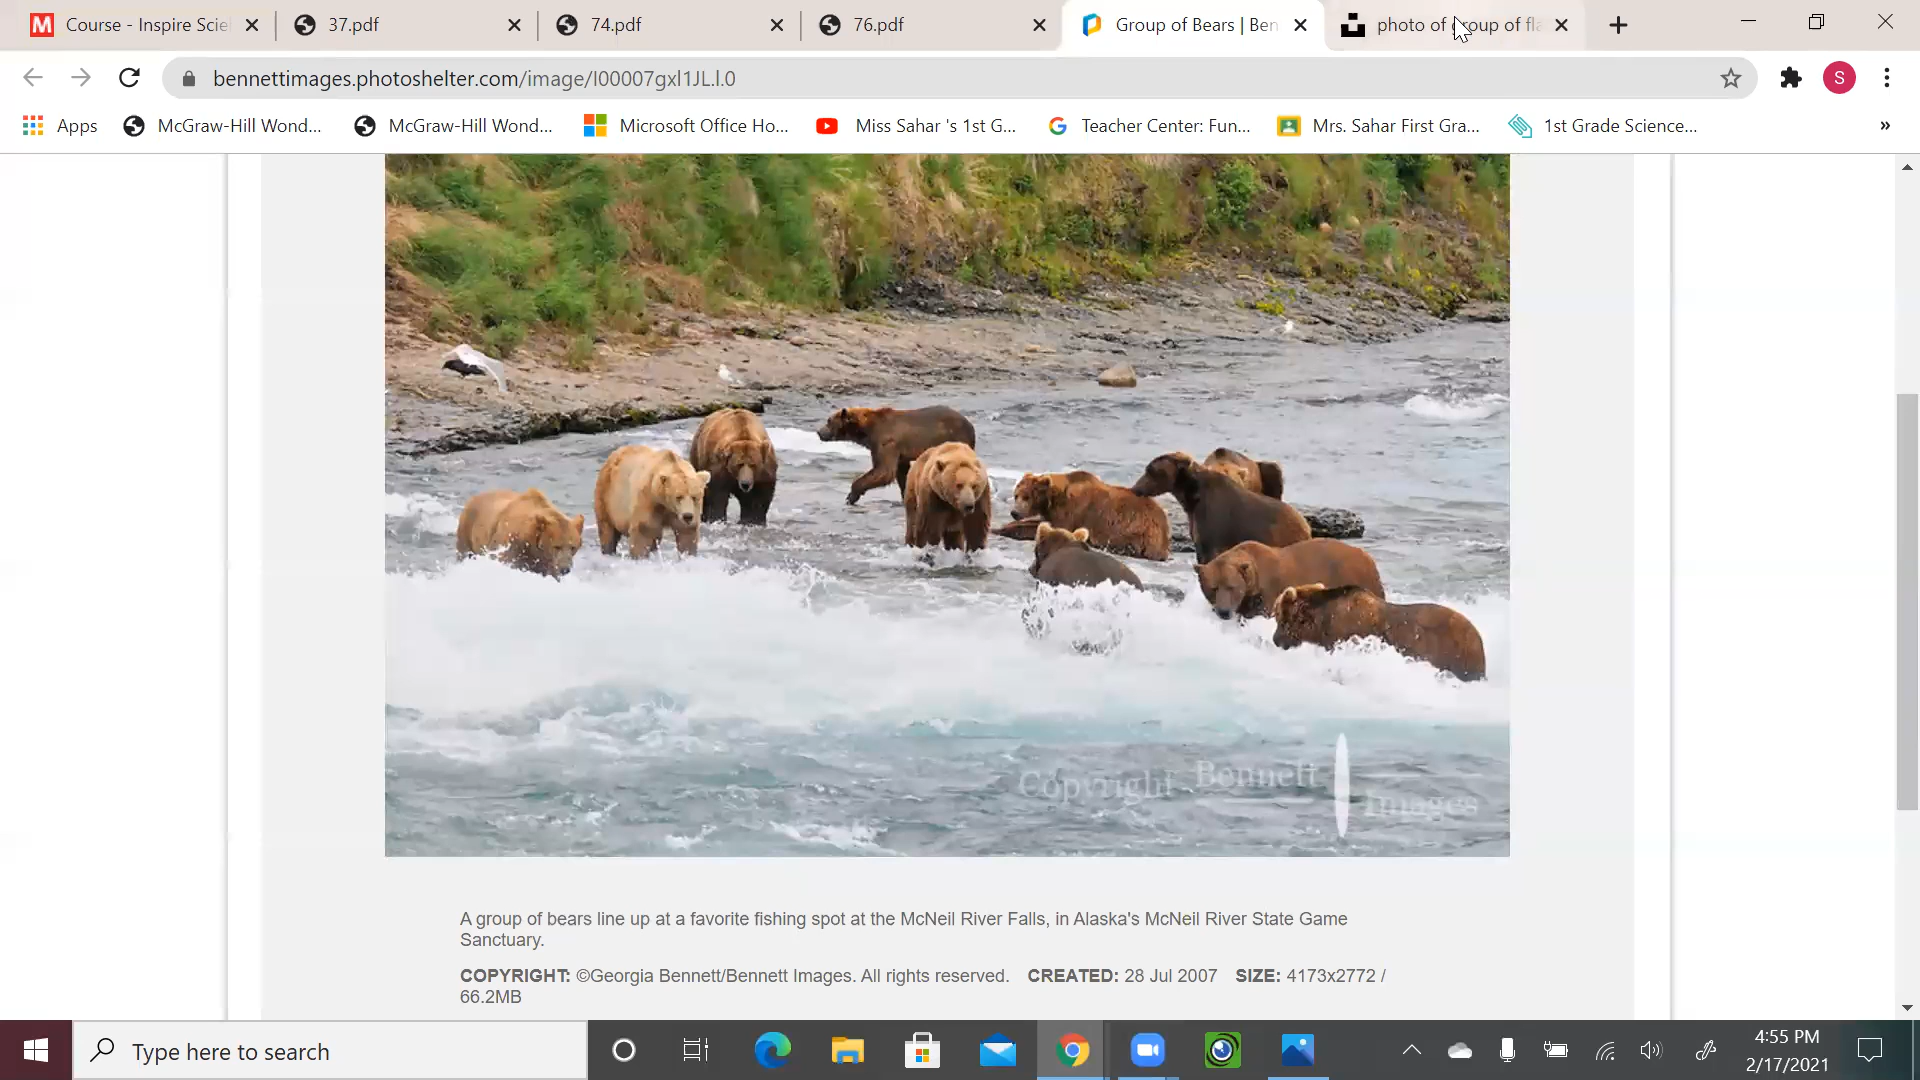 Course - Inspire Scie
37.pdf
74.pdf
76.pdf
Group of Bears | Ben
photo of group of fla
bennettimages.photoshelter.com/image/I00007gxl1JL.l.0
S
Apps
McGraw-Hill Wond...
McGraw-Hill Wond...
Microsoft Office Ho...
Miss Sahar 's 1st G...
Teacher Center: Fun...
Mrs. Sahar First Gra...
1st Grade Science...
»
Copyright Bennett
Images
A group of bears line up at a favorite fishing spot at the McNeil River Falls, in Alaska's McNeil River State Game
Sanctuary.
COPYRIGHT: ©Georgia Bennett/Bennett Images. All rights reserved. CREATED: 28 Jul 2007 SIZE: 4173x2772 /
66.2MB
Type here to search
4:55 PM
2/17/2021